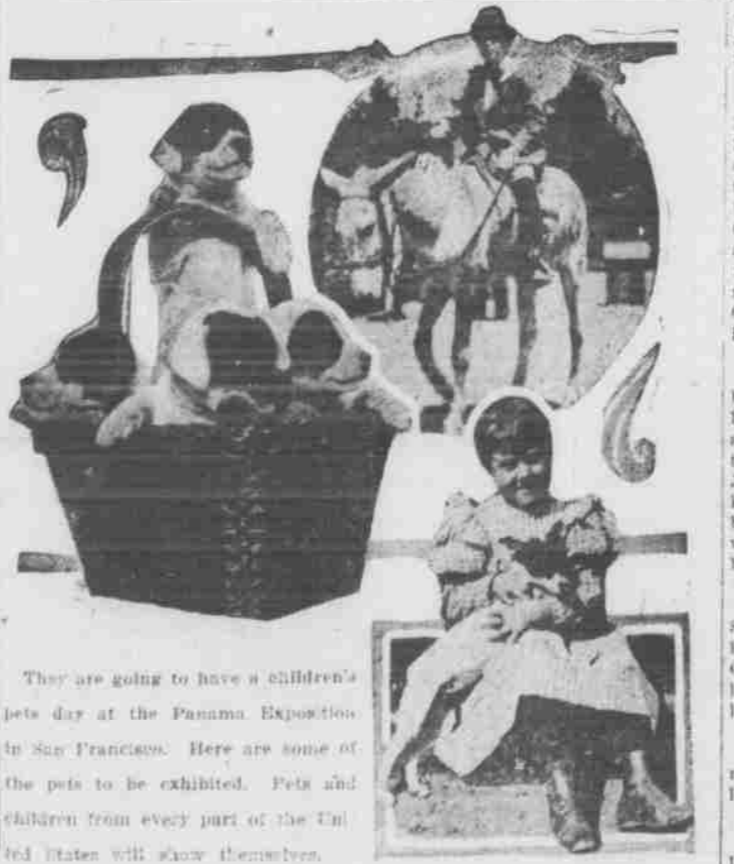 They are going to have a children's
pets day at the Panama Exposition
in San Francisco. Here are some of
the pets to be exhibited. Pets and
children from every part of the Uni
ted States will show themselves.